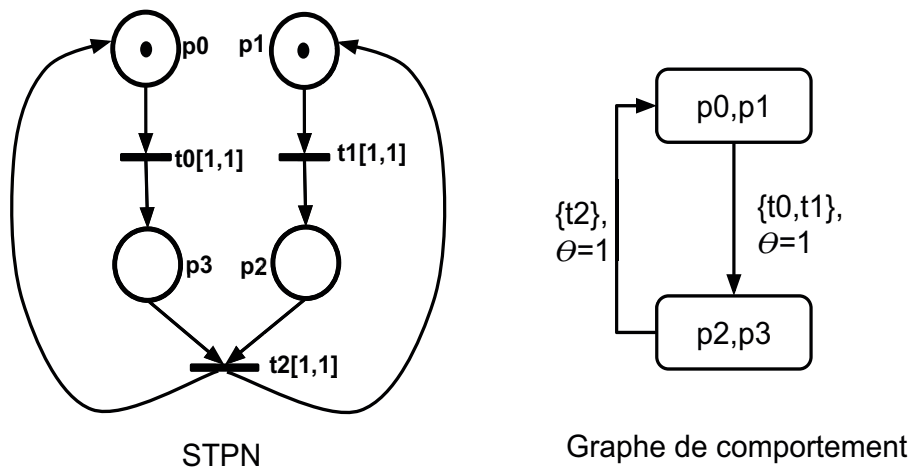 p0
p1
t0[1,1]
t1[1,1]
p3
p2
t2[1,1]
STPN
p0,p1
{t2},
ϴ=1
{t0,t1},
ϴ=1
p2,p3
Graphe de comportement